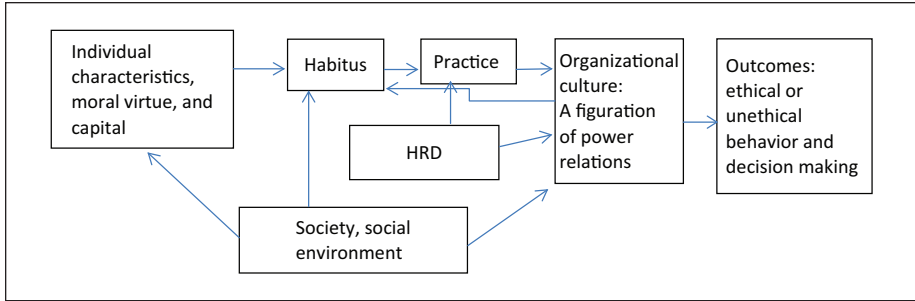 Individual
characteristics,
moral virtue, and
capital
Habitus
Practice
Organizational
culture:
A figuration
of power
relations
Outcomes:
ethical or
unethical
behavior and
decision making
HRD
Society, social
environment